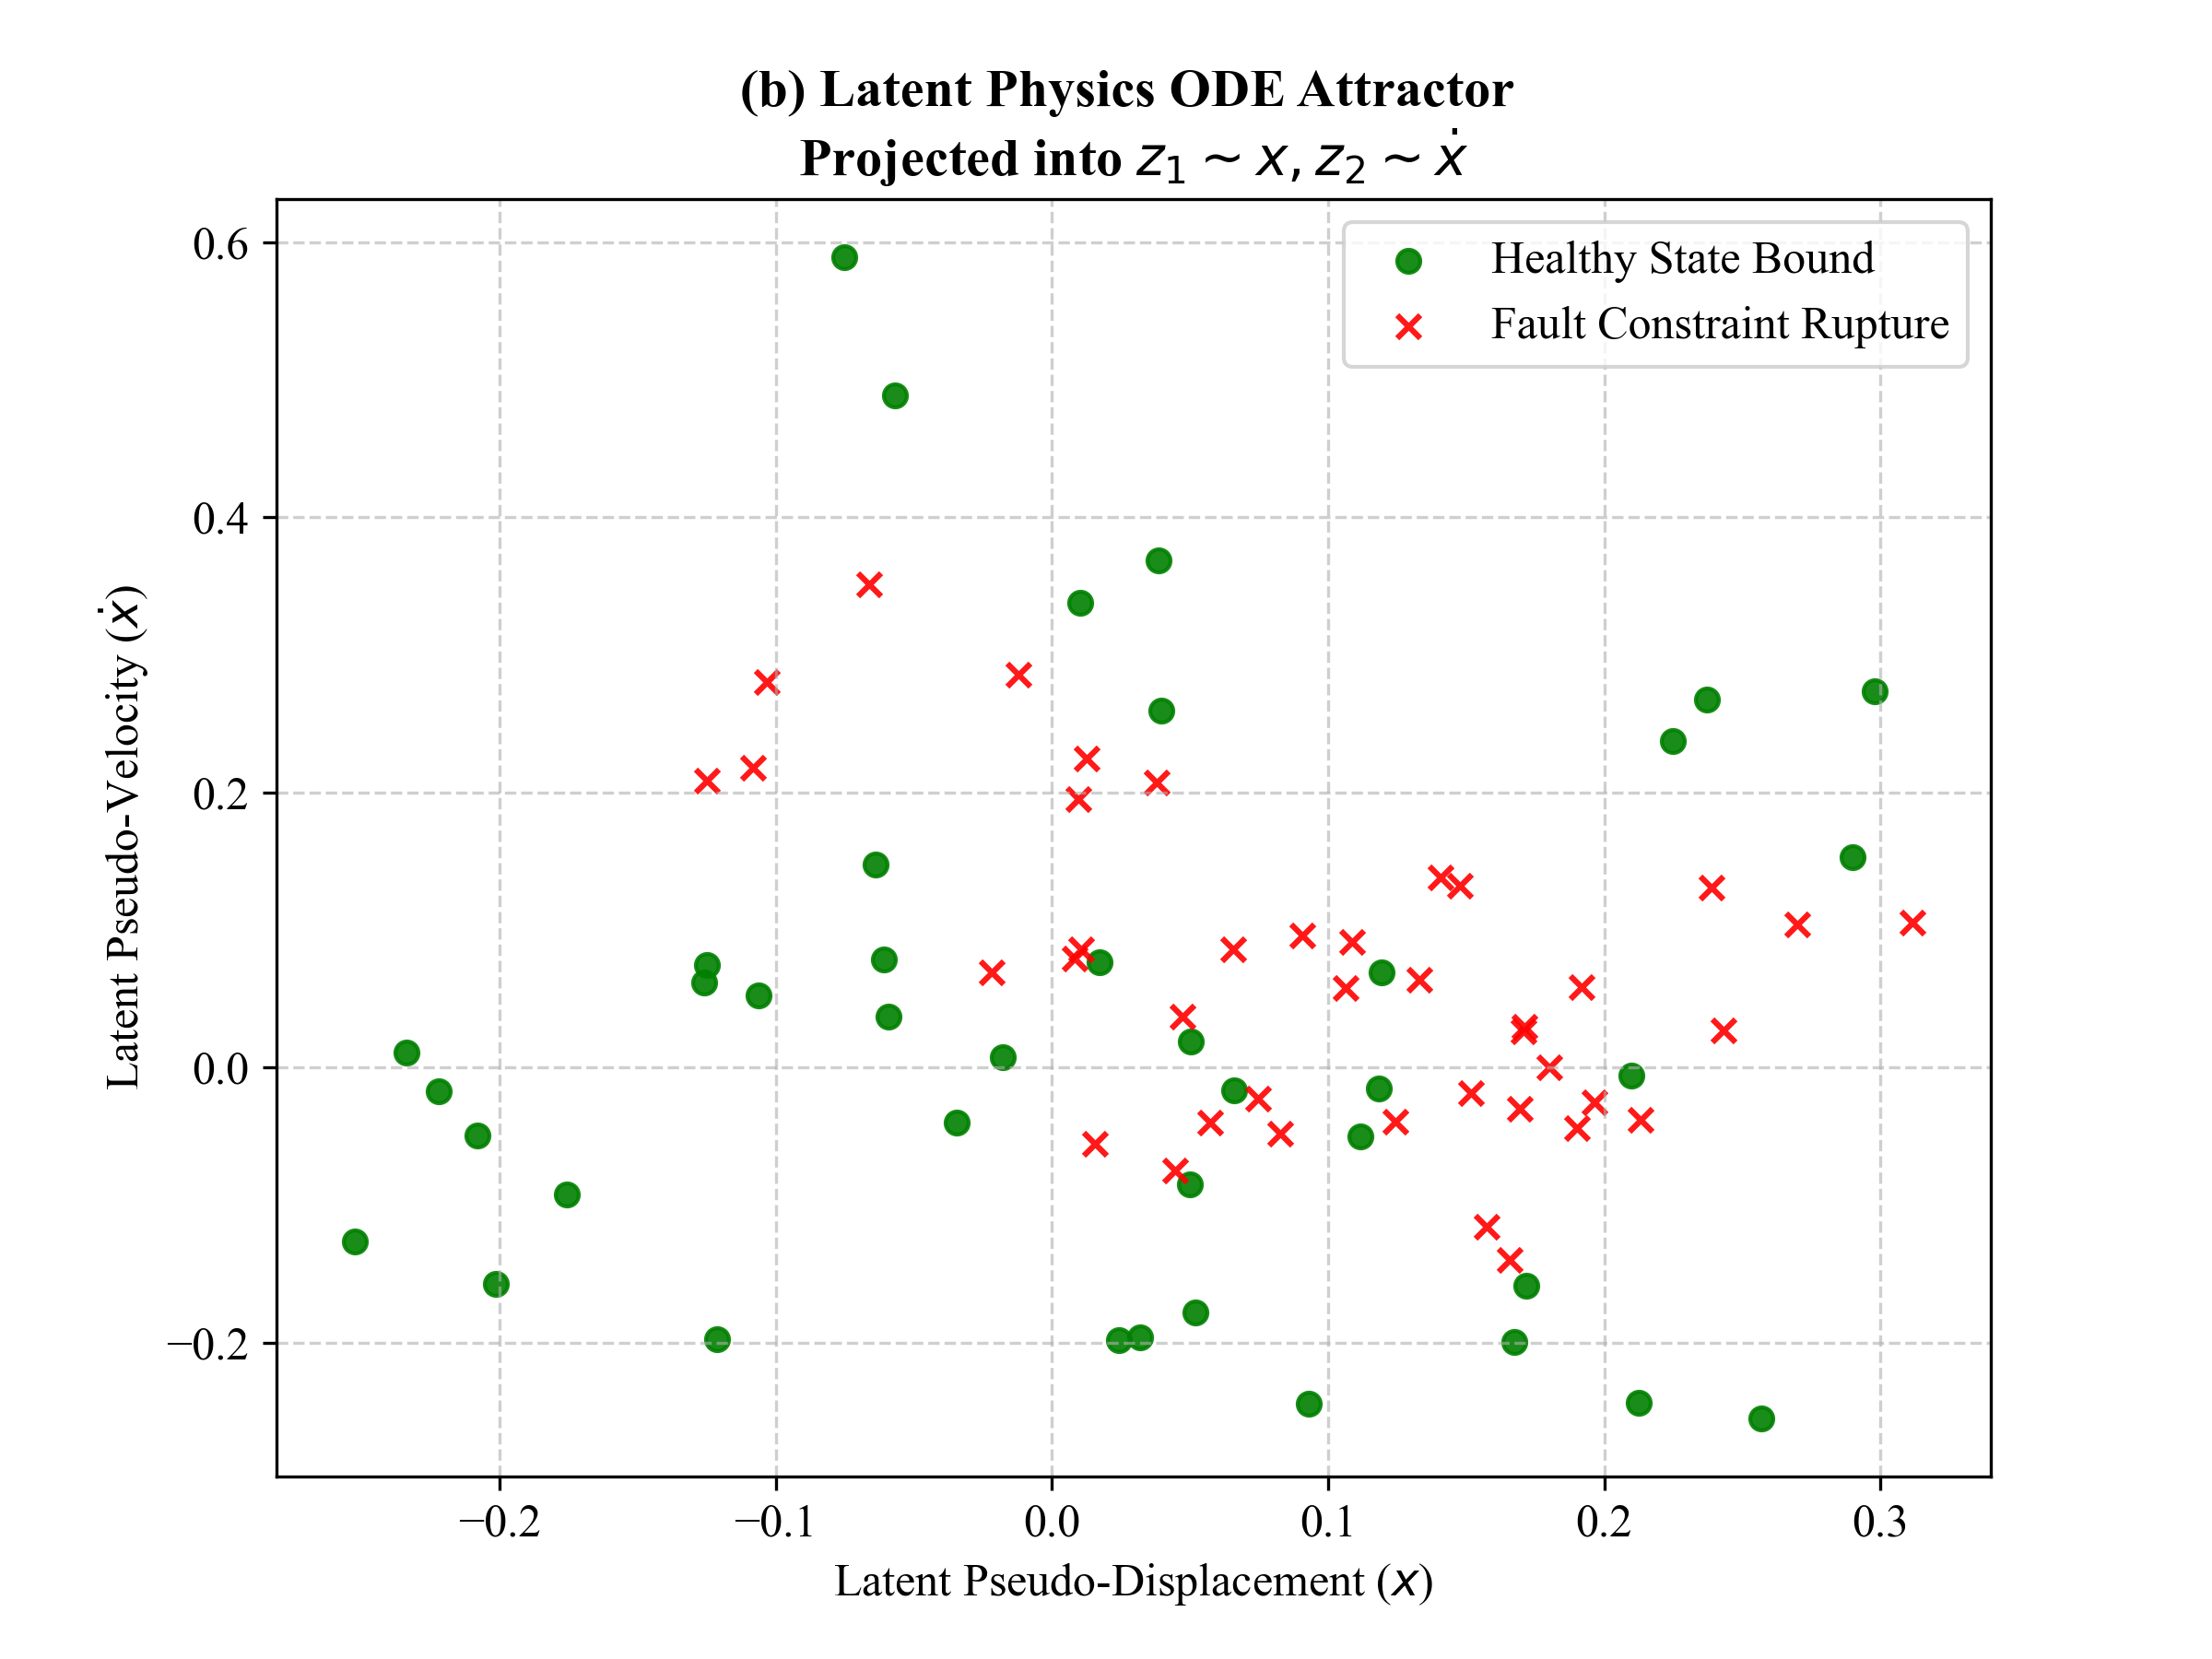 (b) Latent Physics ODE Attractor
Projected into z₁ ~ x, z₂ ~ ẋ
Healthy State Bound
Fault Constraint Rupture
0.6
0.4
0.2
0.0
−0.2
Latent Pseudo-Velocity (ẋ)
−0.2
−0.1
0.0
0.1
0.2
0.3
Latent Pseudo-Displacement (x)